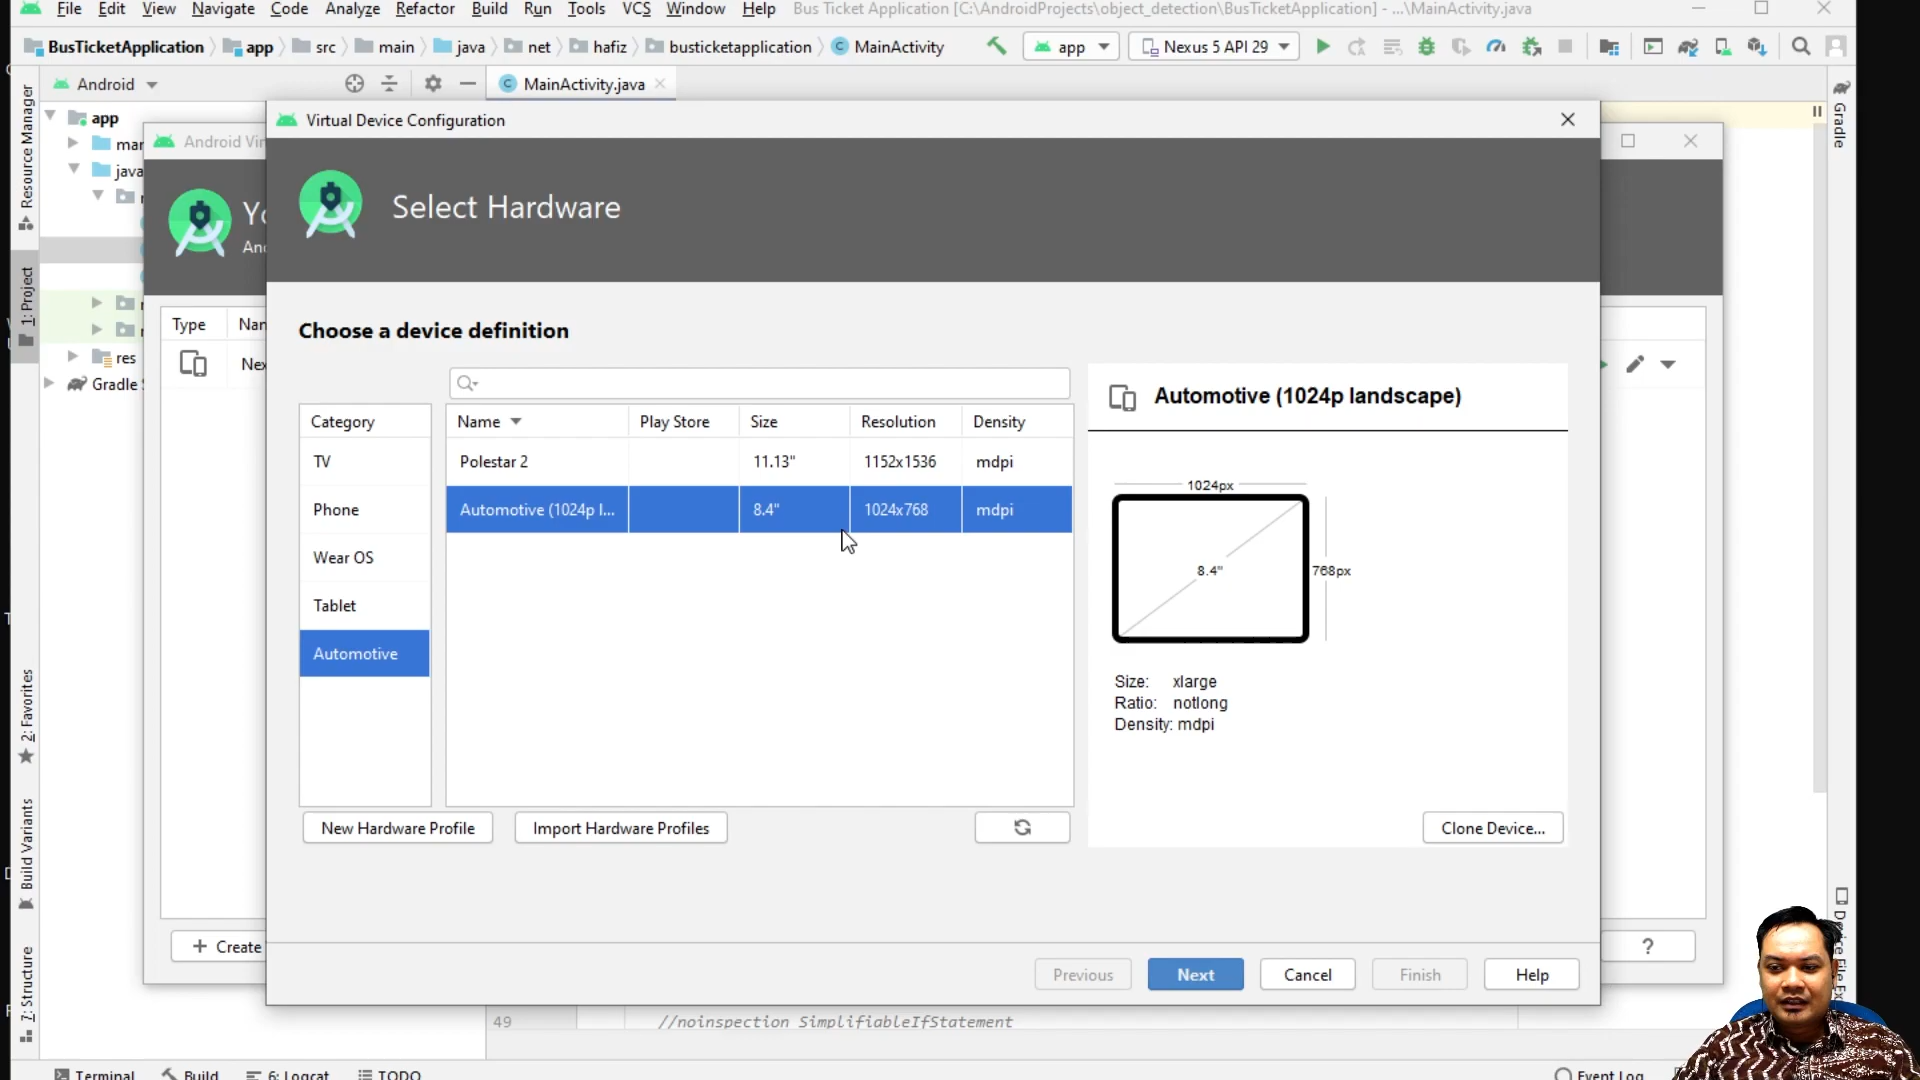 File Edit View Navigate Code Analyze Refactor Build Run Tools VCS Window Help Bus Ticket Application [C:\AndroidProjects\object_detection\BusTicketApplication] - ...\MainActivity.java
BusTicketApplication app src main java net hafiz busticketapplication MainActivity app Nexus 5 API 29
Android MainActivity.java
Resource Manager
1: Project
2: Favorites
Build Variants
7: Structure
Gradle
app
java
res
Gradle
Virtual Device Configuration
Select Hardware
Choose a device definition
Type
Category
TV
Phone
Wear OS
Tablet
Automotive
Name Play Store Size Resolution Density
Polestar 2 11.13" 1152x1536 mdpi
Automotive (1024p l... 8.4" 1024x768 mdpi
Automotive (1024p landscape)
1024px
8.4"
768px
Size: xlarge
Ratio: notlong
Density: mdpi
New Hardware Profile Import Hardware Profiles Clone Device...
+ Create ?
Previous Next Cancel Finish Help
49 //noinspection SimplifiableIfStatement
Terminal Build 6: Logcat TODO Event Log